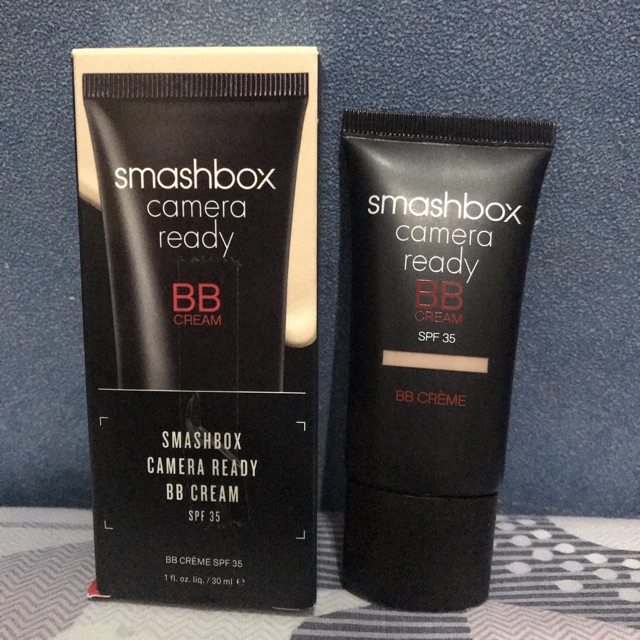 smashbox
camera
ready
BB
CREAM
SMASHBOX
CAMERA READY
BB CREAM
SPF 35
BB CRÈME SPF 35
1 fl. oz. liq. / 30 ml ℮
smashbox
camera
ready
BB
CREAM
SPF 35
BB CRÈME